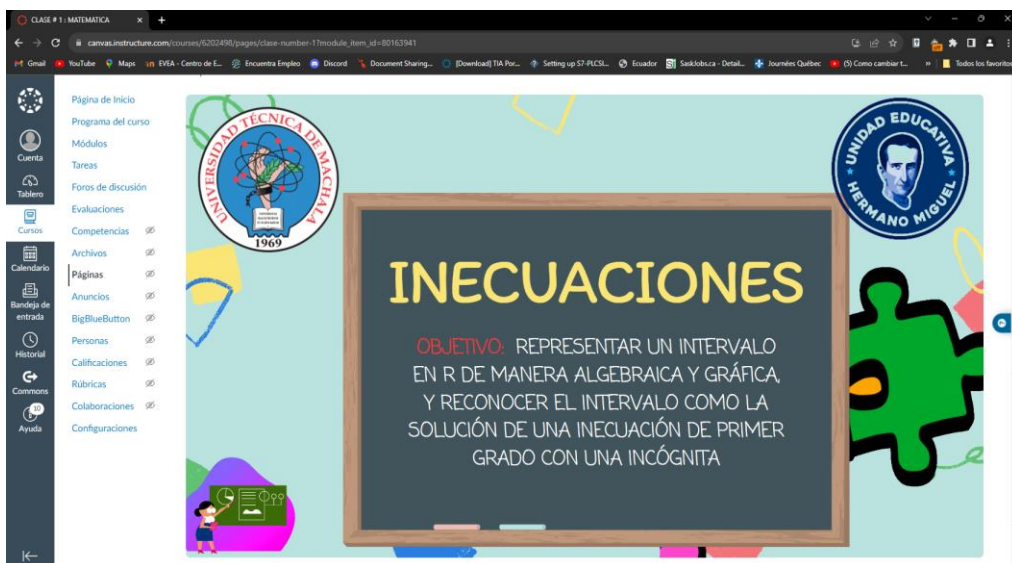 CLASE # 1 : MATEMATICA
canvas.instructure.com/courses/6202498/pages/clase-number-1?module_item_id=80163941
Gmail YouTube Maps EVEA - Centro de E... Encuentra Empleo Discord Document Sharing... [Download] TIA Por... Setting up S7-PLCSI... Ecuador SaskJobs.ca - Detail... Journées Québec (5) Como cambiar t... » Todos los favoritos
Cuenta
Tablero
Cursos
Calendario
Bandeja de
entrada
Historial
Commons
10
Ayuda
Página de Inicio
Programa del curso
Módulos
Tareas
Foros de discusión
Evaluaciones
Competencias
Archivos
Páginas
Anuncios
BigBlueButton
Personas
Calificaciones
Rúbricas
Colaboraciones
Configuraciones
UNIVERSIDAD TÉCNICA DE MACHALA
1969
UNIDAD EDUCATIVA
HERMANO MIGUEL
INECUACIONES
OBJETIVO: REPRESENTAR UN INTERVALO
EN R DE MANERA ALGEBRAICA Y GRÁFICA,
Y RECONOCER EL INTERVALO COMO LA
SOLUCIÓN DE UNA INECUACIÓN DE PRIMER
GRADO CON UNA INCÓGNITA